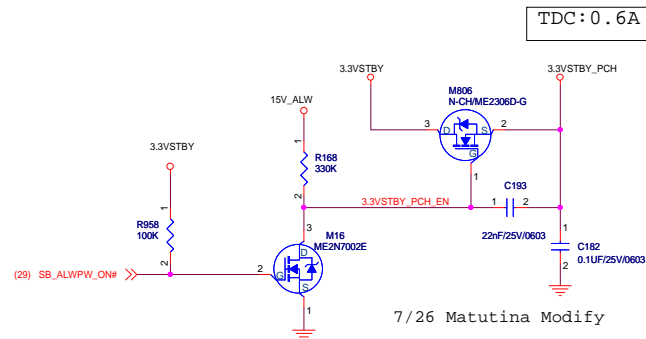 TDC:0.6A
3.3VSTBY
3.3VSTBY_PCH
M806
N-CH/ME2306D-G
15V_ALW
3
D
S
2
G
1
3.3VSTBY
1
R168
330K
2
C193
3.3VSTBY_PCH_EN
1
2
22nF/25V/0603
1
R958
100K
2
3
M16
ME2N7002E
D
1
C182
0.1UF/25V/0603
2
(29) SB_ALWPW_ON#
2
G
S
1
7/26 Matutina Modify